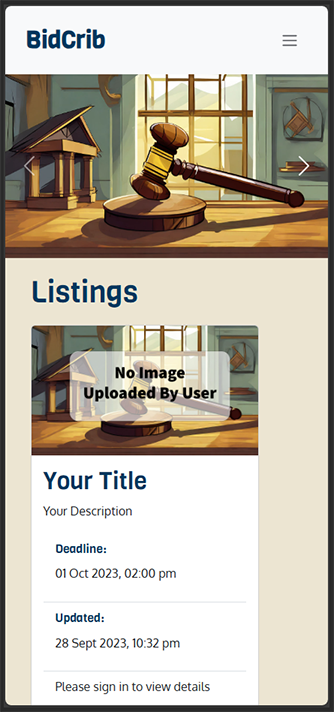 BidCrib
Listings
No Image
Uploaded By User
Your Title
Your Description
Deadline:
01 Oct 2023, 02:00 pm
Updated:
28 Sept 2023, 10:32 pm
Please sign in to view details